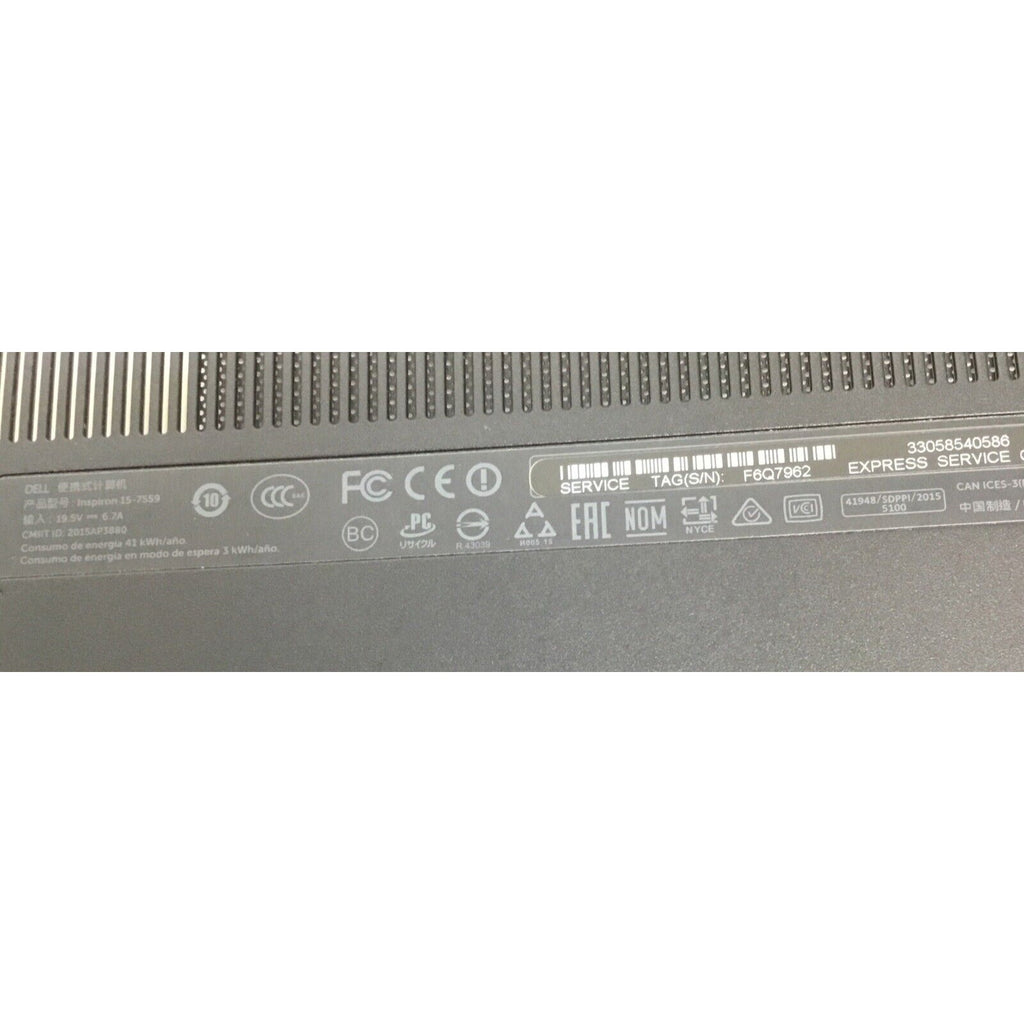 DELL 便携式计算机
产品型号: Inspiron 15-7559
输入: 19.5V ⎓ 6.7A
CMIIT ID: 2015AP3880
Consumo de energía 41 kWh/año.
Consumo de energía en modo de espera 3 kWh/año.
10
CCC
FC CE
BC
PC
リサイクル
R 43039
SERVICE TAG(S/N): F6Q7962
33058540586
EXPRESS SERVICE
EAC
NOM
NYCE
VCI
41948/SDPPI/2015
5100
CAN ICES-3(
中国制造 /